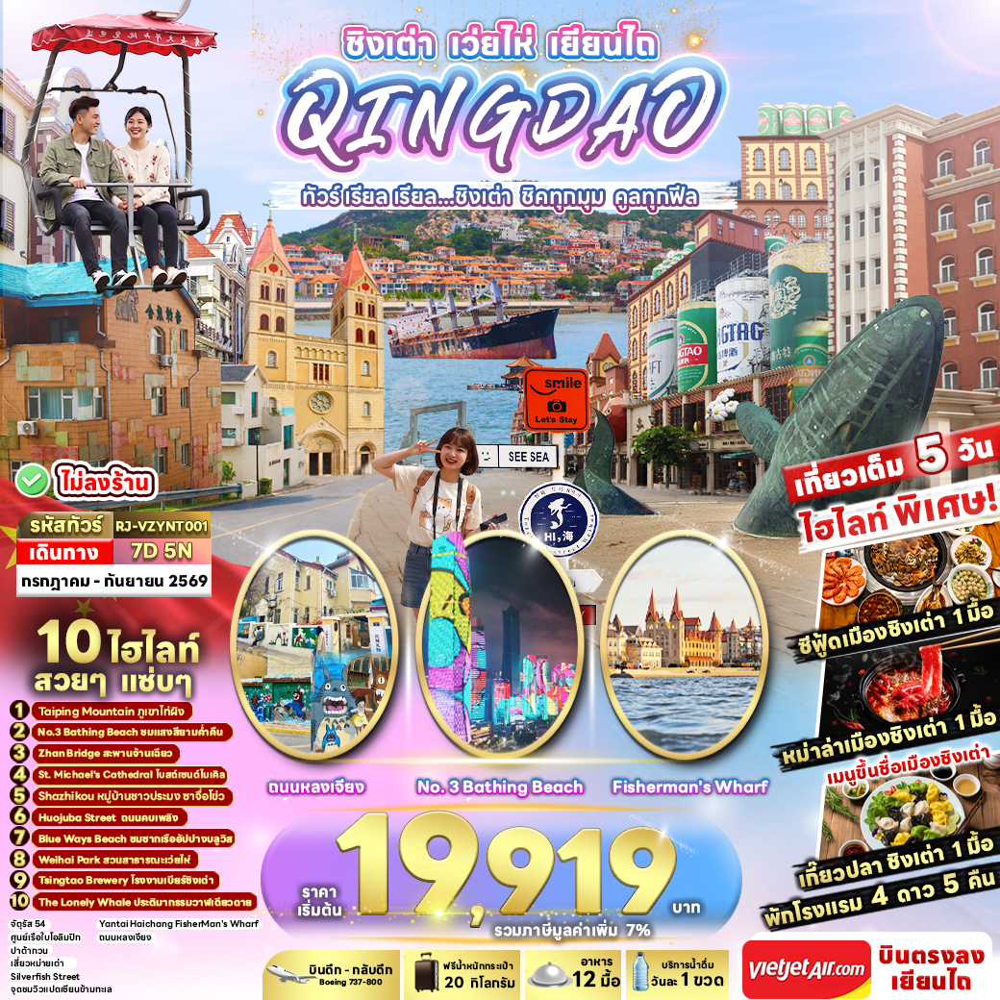 ชิงเต่า เว่ยไห่ เยียนไถ
QINGDAO
ทัวร์ เรียล เรียล...ชิงเต่า ชิคทุกมุม คูลทุกฟีล
smile
Let's Stay
SEE SEA
HI,海
TSINGTAO
ไม่ลงร้าน
รหัสทัวร์ RJ-VZYNT001
เดินทาง 7D 5N
กรกฎาคม - กันยายน 2569
เที่ยวเต็ม 5 วัน
ไฮไลท์ พิเศษ!
ซีฟู้ดเมืองชิงเต่า 1 มื้อ
หม่าล่าเมืองชิงเต่า 1 มื้อ
เมนูขึ้นชื่อเมืองชิงเต่า
เกี๊ยวปลา ชิงเต่า 1 มื้อ
พักโรงแรม 4 ดาว 5 คืน
10 ไฮไลท์
สวยๆ แซ่บๆ
1 Taiping Mountain ภูเขาไท่ผิง
2 No.3 Bathing Beach ชมแสงสียามค่ำคืน
3 Zhan Bridge สะพานจ้านเฉียว
4 St. Michael's Cathedral โบสถ์เซนต์ไมเคิล
5 Shazhikou หมู่บ้านชาวประมง ซาจื่อโข่ว
6 Huojuba Street ถนนคบเพลิง
7 Blue Ways Beach ชมซากเรืออัปปางบลูวิส
8 Weihai Park สวนสาธารณะเว่ยไห่
9 Tsingtao Brewery โรงงานเบียร์ชิงเต่า
10 The Lonely Whale ประติมากรรมวาฬเดียวดาย
จัตุรัส 54
ศูนย์เรือใบโอลิมปิก
ปาต้ากวน
เสี่ยวหม่ายเต่า
Silverfish Street
จุดชมวิวแปดเซียนข้ามทะเล
Yantai Haichang FisherMan's Wharf
ถนนหลงเจียง
ถนนหลงเจียง
No. 3 Bathing Beach
Fisherman's Wharf
ราคา
เริ่มต้น
19,919
บาท
รวมภาษีมูลค่าเพิ่ม 7%
บินดึก - กลับดึก
Boeing 737-800
ฟรีน้ำหนักกระเป๋า
20 กิโลกรัม
อาหาร
12 มื้อ
บริการน้ำดื่ม
วันละ 1 ขวด
vietjetAir.com
บินตรงลง
เยียนไถ